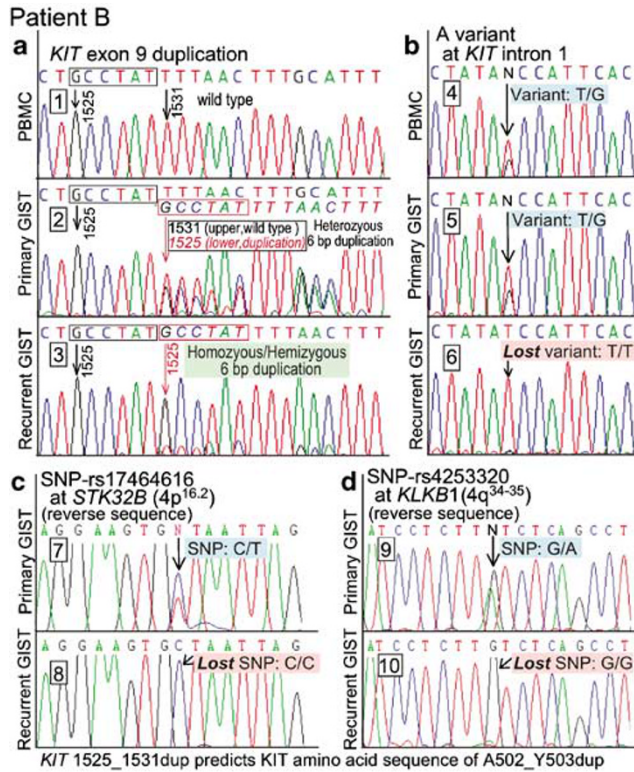 Patient B
a
KIT exon 9 duplication
C T G C C T A T T T T A A C T T T G C A T T T
1
1525
1531
wild type
PBMC
C T G C C T A T T T T A A C T T T G C A T T T
G C C T A T T T T A A C T T T
2
1525
1531 (upper,wild type )
1525 (lower,duplication)
Heterozyous
6 bp duplication
Primary GIST
C T G C C T A T G C C T A T T T T A A C T T T
3
1525
1525
Homozyous/Hemizygous
6 bp duplication
Recurrent GIST
b
A variant
at KIT intron 1
C T A T A N C C A T T C A C
4
Variant: T/G
PBMC
C T A T A N C C A T T C A C
5
Variant: T/G
Primary GIST
C T A T A T C C A T T C A C
6
Lost variant: T/T
Recurrent GIST
c
SNP-rs17464616
at STK32B (4p16.2)
(reverse sequence)
A G G A A G T G N T A A T T A G
7
SNP: C/T
Primary GIST
A G G A A G T G C T A A T T A G
8
Lost SNP: C/C
Recurrent GIST
d
SNP-rs4253320
at KLKB1(4q34-35)
(reverse sequence)
A T C C T C T T N T C T C A G C C T
9
SNP: G/A
Primary GIST
A T C C T C T T G T C T C A G C C T
10
Lost SNP: G/G
Recurrent GIST
KIT 1525_1531dup predicts KIT amino acid sequence of A502_Y503dup